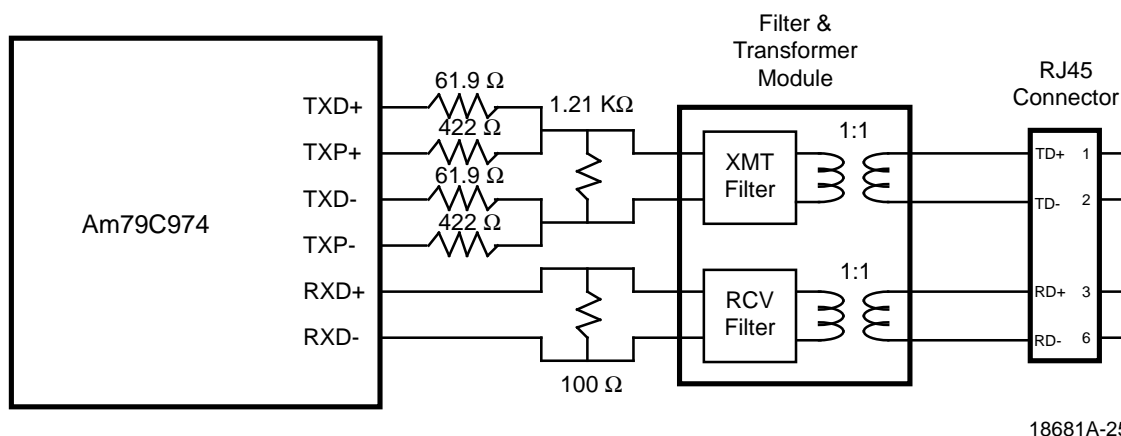 Filter &
Transformer
Module
RJ45
Connector
Am79C974
TXD+
TXP+
TXD-
TXP-
RXD+
RXD-
61.9 Ω
422 Ω
61.9 Ω
422 Ω
1.21 KΩ
100 Ω
XMT
Filter
1:1
RCV
Filter
1:1
TD+ 1
TD- 2
RD+ 3
RD- 6
18681A-25